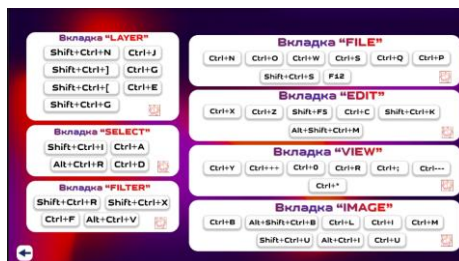 Вкладка “LAYER”
Shift+Ctrl+N Ctrl+J
Shift+Ctrl+] Ctrl+G
Shift+Ctrl+[ Ctrl+E
Shift+Ctrl+G
Вкладка “SELECT”
Shift+Ctrl+I Ctrl+A
Alt+Ctrl+R Ctrl+D
Вкладка “FILTER”
Shift+Ctrl+R Shift+Ctrl+X
Ctrl+F Alt+Ctrl+V
Вкладка “FILE”
Ctrl+N Ctrl+O Ctrl+W Ctrl+S Ctrl+Q Ctrl+P
Shift+Ctrl+S F12
Вкладка “EDIT”
Ctrl+X Ctrl+Z Shift+F5 Ctrl+C Shift+Ctrl+K
Alt+Shift+Ctrl+M
Вкладка “VIEW”
Ctrl+Y Ctrl+++ Ctrl+0 Ctrl+R Ctrl+; Ctrl---
Ctrl+"
Вкладка “IMAGE”
Ctrl+B Alt+Shift+Ctrl+B Ctrl+L Ctrl+I Ctrl+M
Shift+Ctrl+U Alt+Ctrl+I Ctrl+U